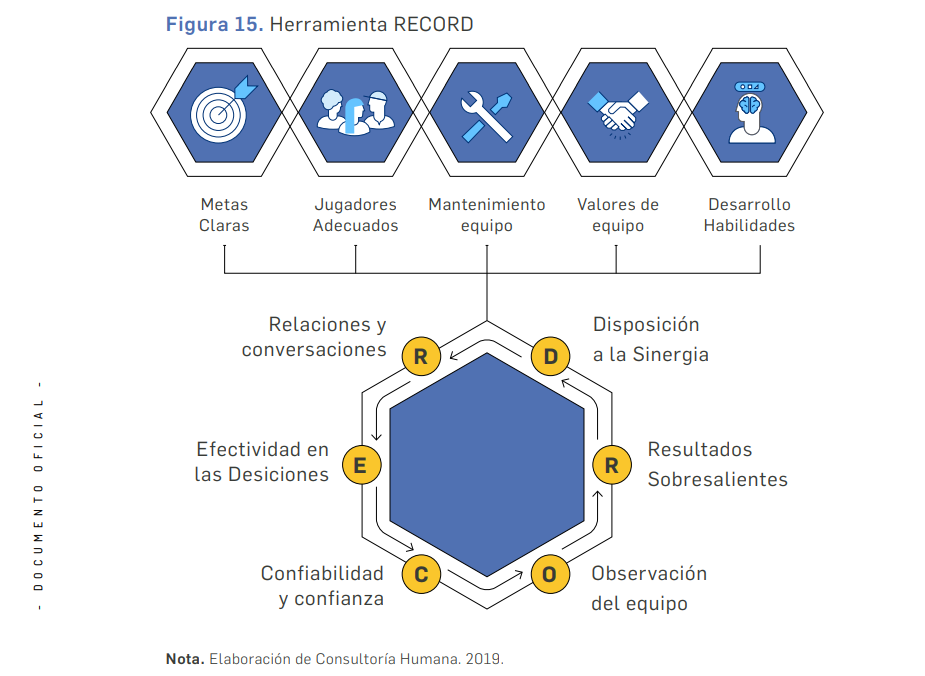 Figura 15. Herramienta RECORD
Metas
Claras
Jugadores
Adecuados
Mantenimiento
equipo
Valores de
equipo
Desarrollo
Habilidades
Relaciones y
conversaciones
R
D
Disposición
a la Sinergia
Efectividad en
las Desiciones
E
R
Resultados
Sobresalientes
Confiabilidad
y confianza
C
O
Observación
del equipo
- DOCUMENTO OFICIAL -
Nota. Elaboración de Consultoría Humana. 2019.